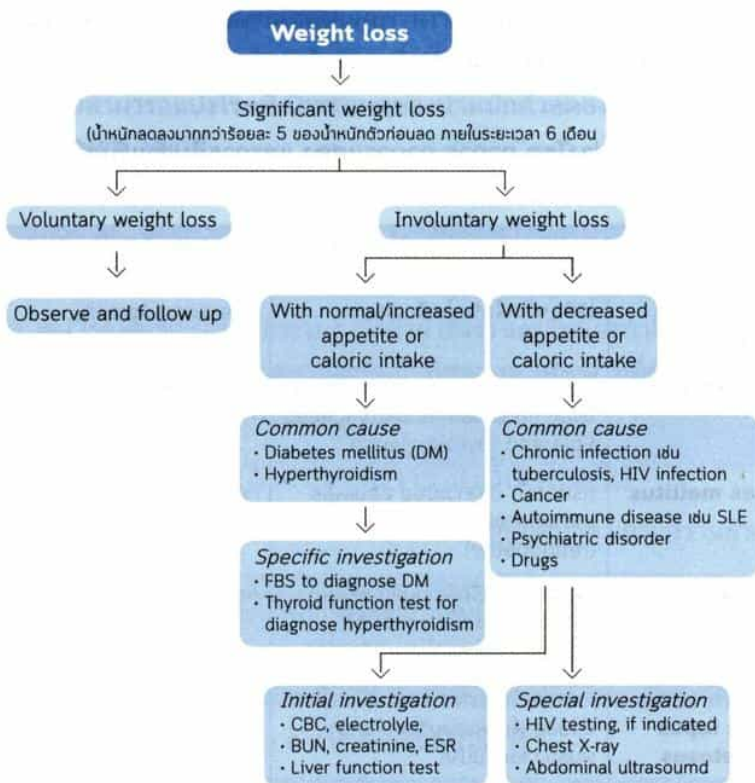 Weight loss
Significant weight loss
(น้ำหนักลดลงมากกว่าร้อยละ 5 ของน้ำหนักตัวก่อนลด ภายในระยะเวลา 6 เดือน
Voluntary weight loss
Involuntary weight loss
Observe and follow up
With normal/increased
appetite or
caloric intake
With decreased
appetite or
caloric intake
Common cause
· Diabetes mellitus (DM)
· Hyperthyroidism
Common cause
· Chronic infection เช่น
tuberculosis, HIV infection
· Cancer
· Autoimmune disease เช่น SLE
· Psychiatric disorder
· Drugs
Specific investigation
· FBS to diagnose DM
· Thyroid function test for
diagnose hyperthyroidism
Initial investigation
· CBC, electrolyle,
· BUN, creatinine, ESR
· Liver function test
Special investigation
· HIV testing, if indicated
· Chest X-ray
· Abdominal ultrasoumd